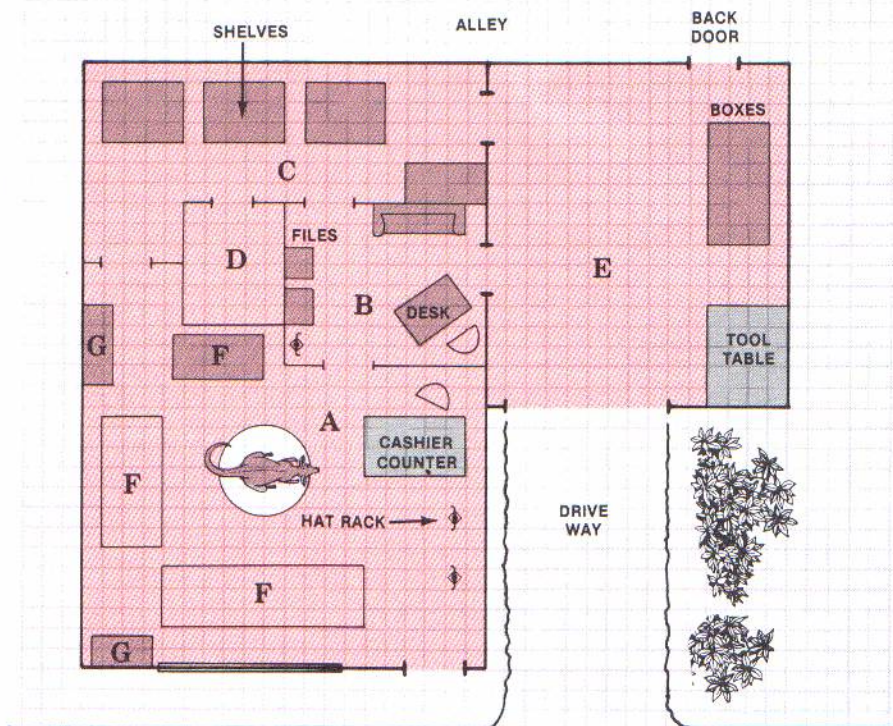 SHELVES
ALLEY
BACK
DOOR
BOXES
C
FILES
D
E
B
DESK
G
F
TOOL
TABLE
A
CASHIER
COUNTER
F
HAT RACK
DRIVE
WAY
F
G